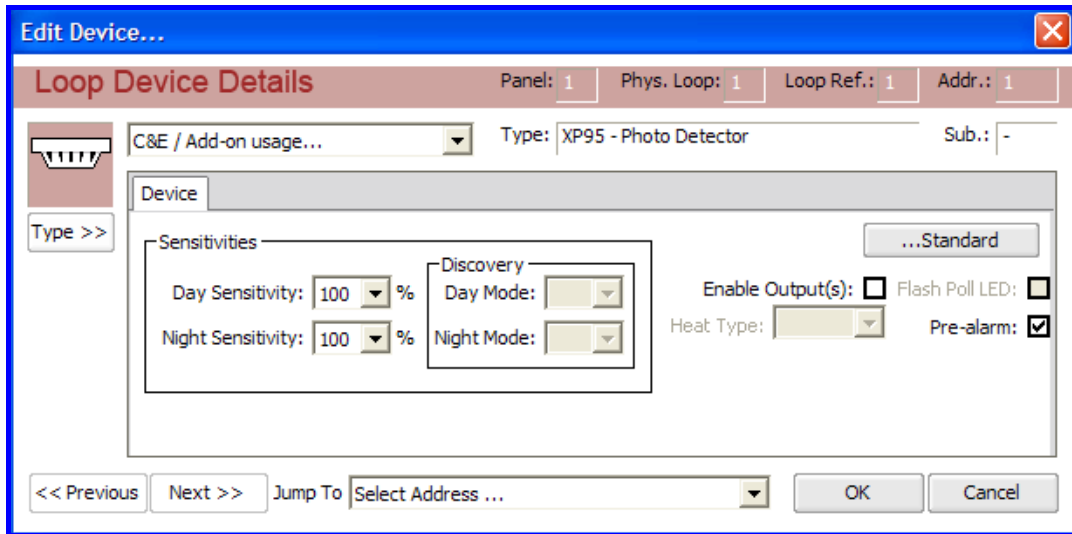 Edit Device...
Loop Device Details Panel: 1 Phys. Loop: 1 Loop Ref.: 1 Addr.: 1
C&E / Add-on usage... Type: XP95 - Photo Detector Sub.: -
Device
Type >>
Sensitivities ...Standard
Discovery
Day Sensitivity: 100 % Day Mode: Enable Output(s): Flash Poll LED:
Night Sensitivity: 100 % Night Mode: Heat Type: Pre-alarm:
<< Previous Next >> Jump To Select Address ... OK Cancel